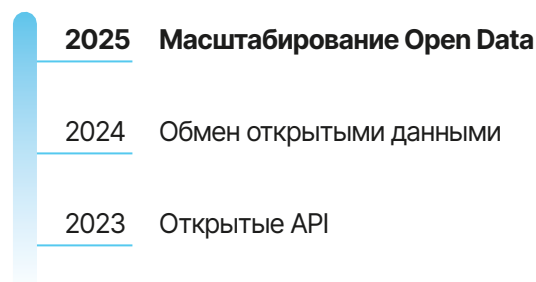 2025 Масштабирование Open Data
2024 Обмен открытыми данными
2023 Открытые API